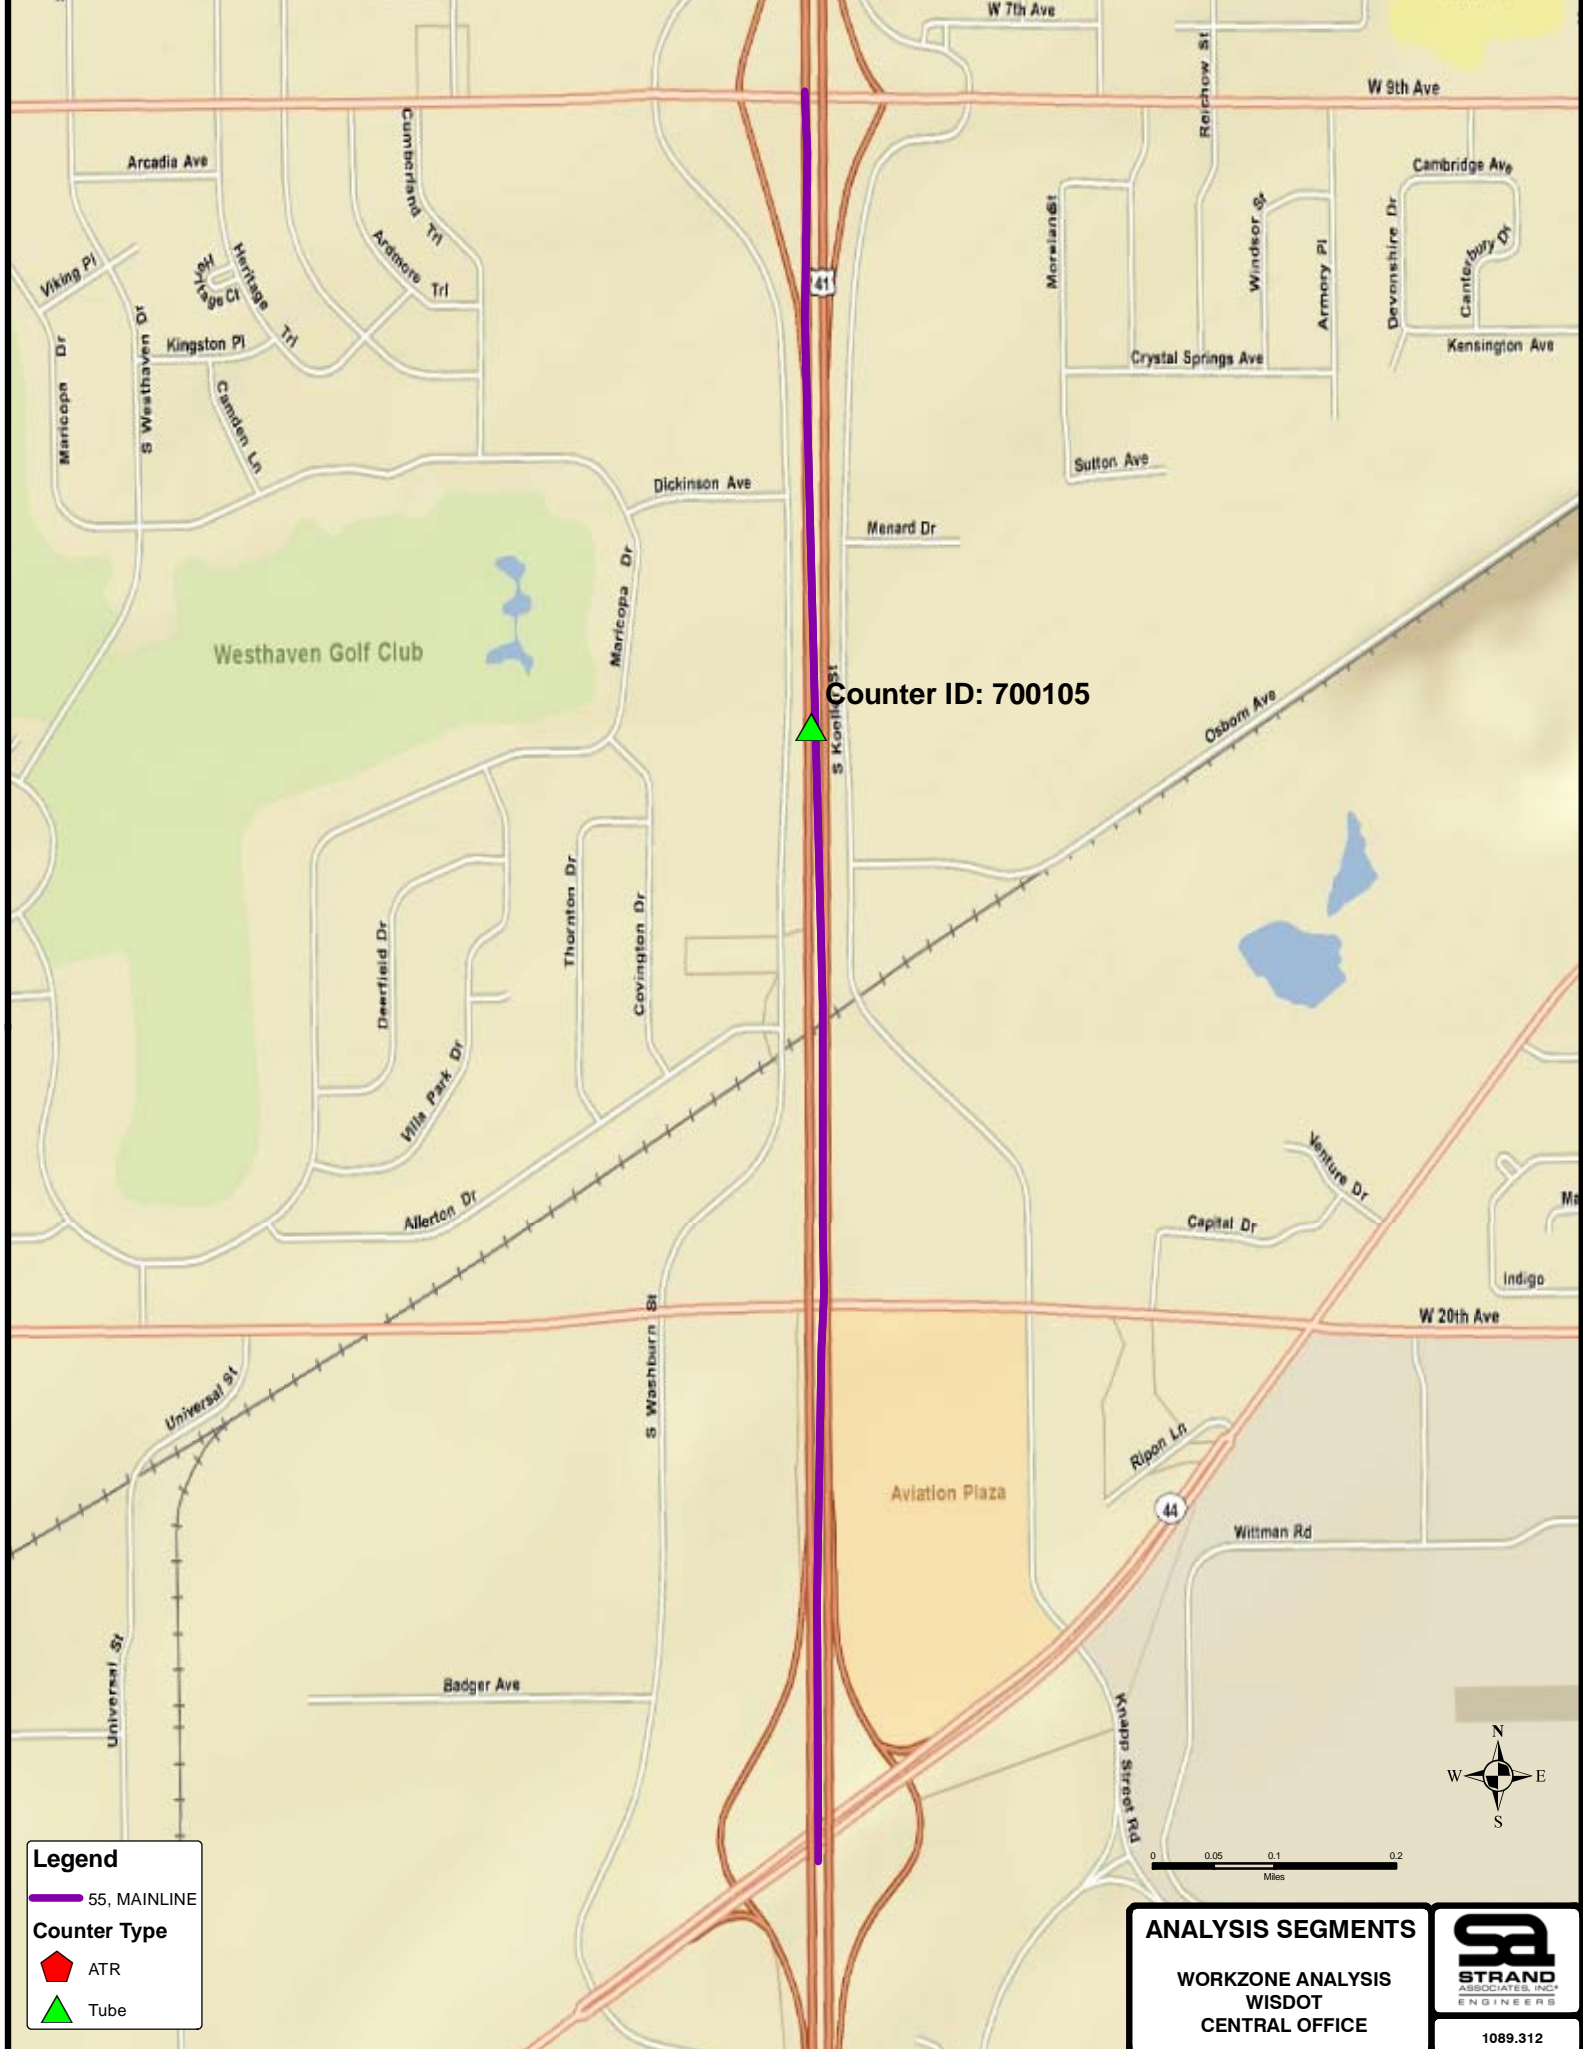 W 7th Ave
Reichow St
W 9th Ave
Cumberland Trl
Arcadia Ave
Cambridge Ave
Moreland St
Windsor St
Armory Pl
Devonshire Dr
Canterbury Dr
Ardmore Trl
Viking Pl
Heritage Ct
Heritage Trl
41
S Westhaven Dr
Kingston Pl
Maricopa Dr
Camden Ln
Crystal Springs Ave
Kensington Ave
Sutton Ave
Dickinson Ave
Menard Dr
Maricopa Dr
Westhaven Golf Club
Counter ID: 700105
Osborn Ave
Thornton Dr
Covington Dr
Deerfield Dr
Villa Park Dr
Allerton Dr
Venture Dr
Capital Dr
Ma
Indigo
W 20th Ave
S Washburn St
Universal St
Ripon Ln
Aviation Plaza
44
Wittman Rd
Universal St
Badger Ave
Knapp Street Rd
N
W E
S
0 0.05 0.1 0.2
Miles
Legend
55, MAINLINE
Counter Type
ATR
Tube
ANALYSIS SEGMENTS
WORKZONE ANALYSIS
WISDOT
CENTRAL OFFICE
sa
STRAND
ASSOCIATES, INC®
ENGINEERS
1089.312